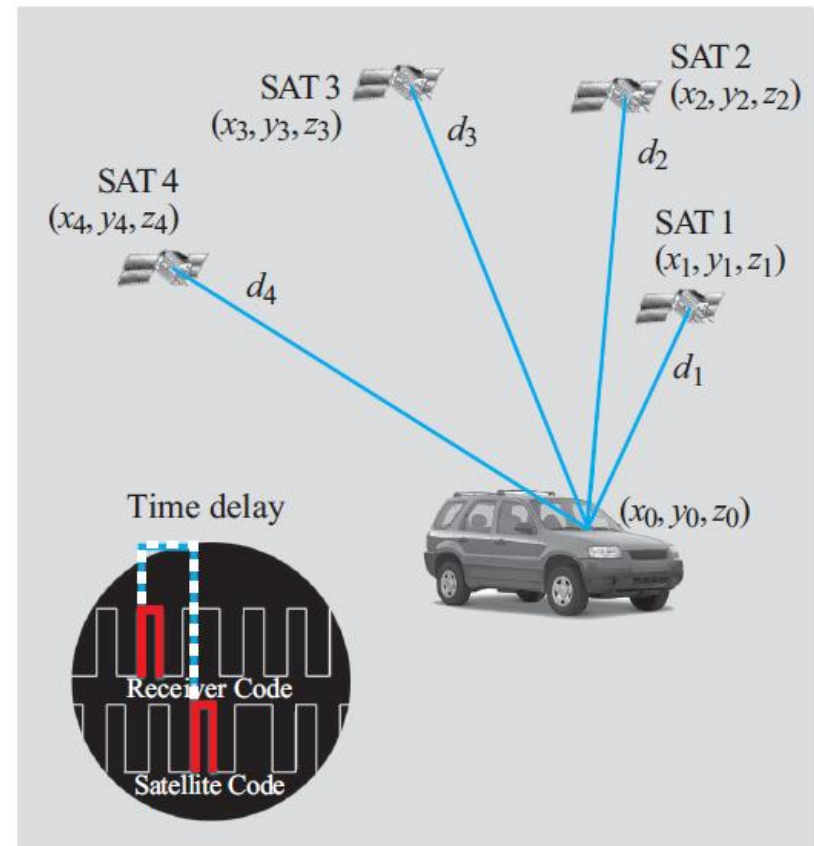 SAT 2
(x₂, y₂, z₂)
SAT 3
(x₃, y₃, z₃)
d₃
d₂
SAT 4
(x₄, y₄, z₄)
SAT 1
(x₁, y₁, z₁)
d₄
d₁
Time delay
(x₀, y₀, z₀)
Receiver Code
Satellite Code